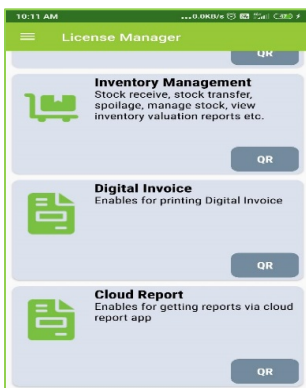 10:11 AM
...0.0KB/s
License Manager
QR
Inventory Management
Stock receive, stock transfer,
spoilage, manage stock, view
inventory valuation reports etc.
QR
Digital Invoice
Enables for printing Digital Invoice
QR
Cloud Report
Enables for getting reports via cloud
report app
QR